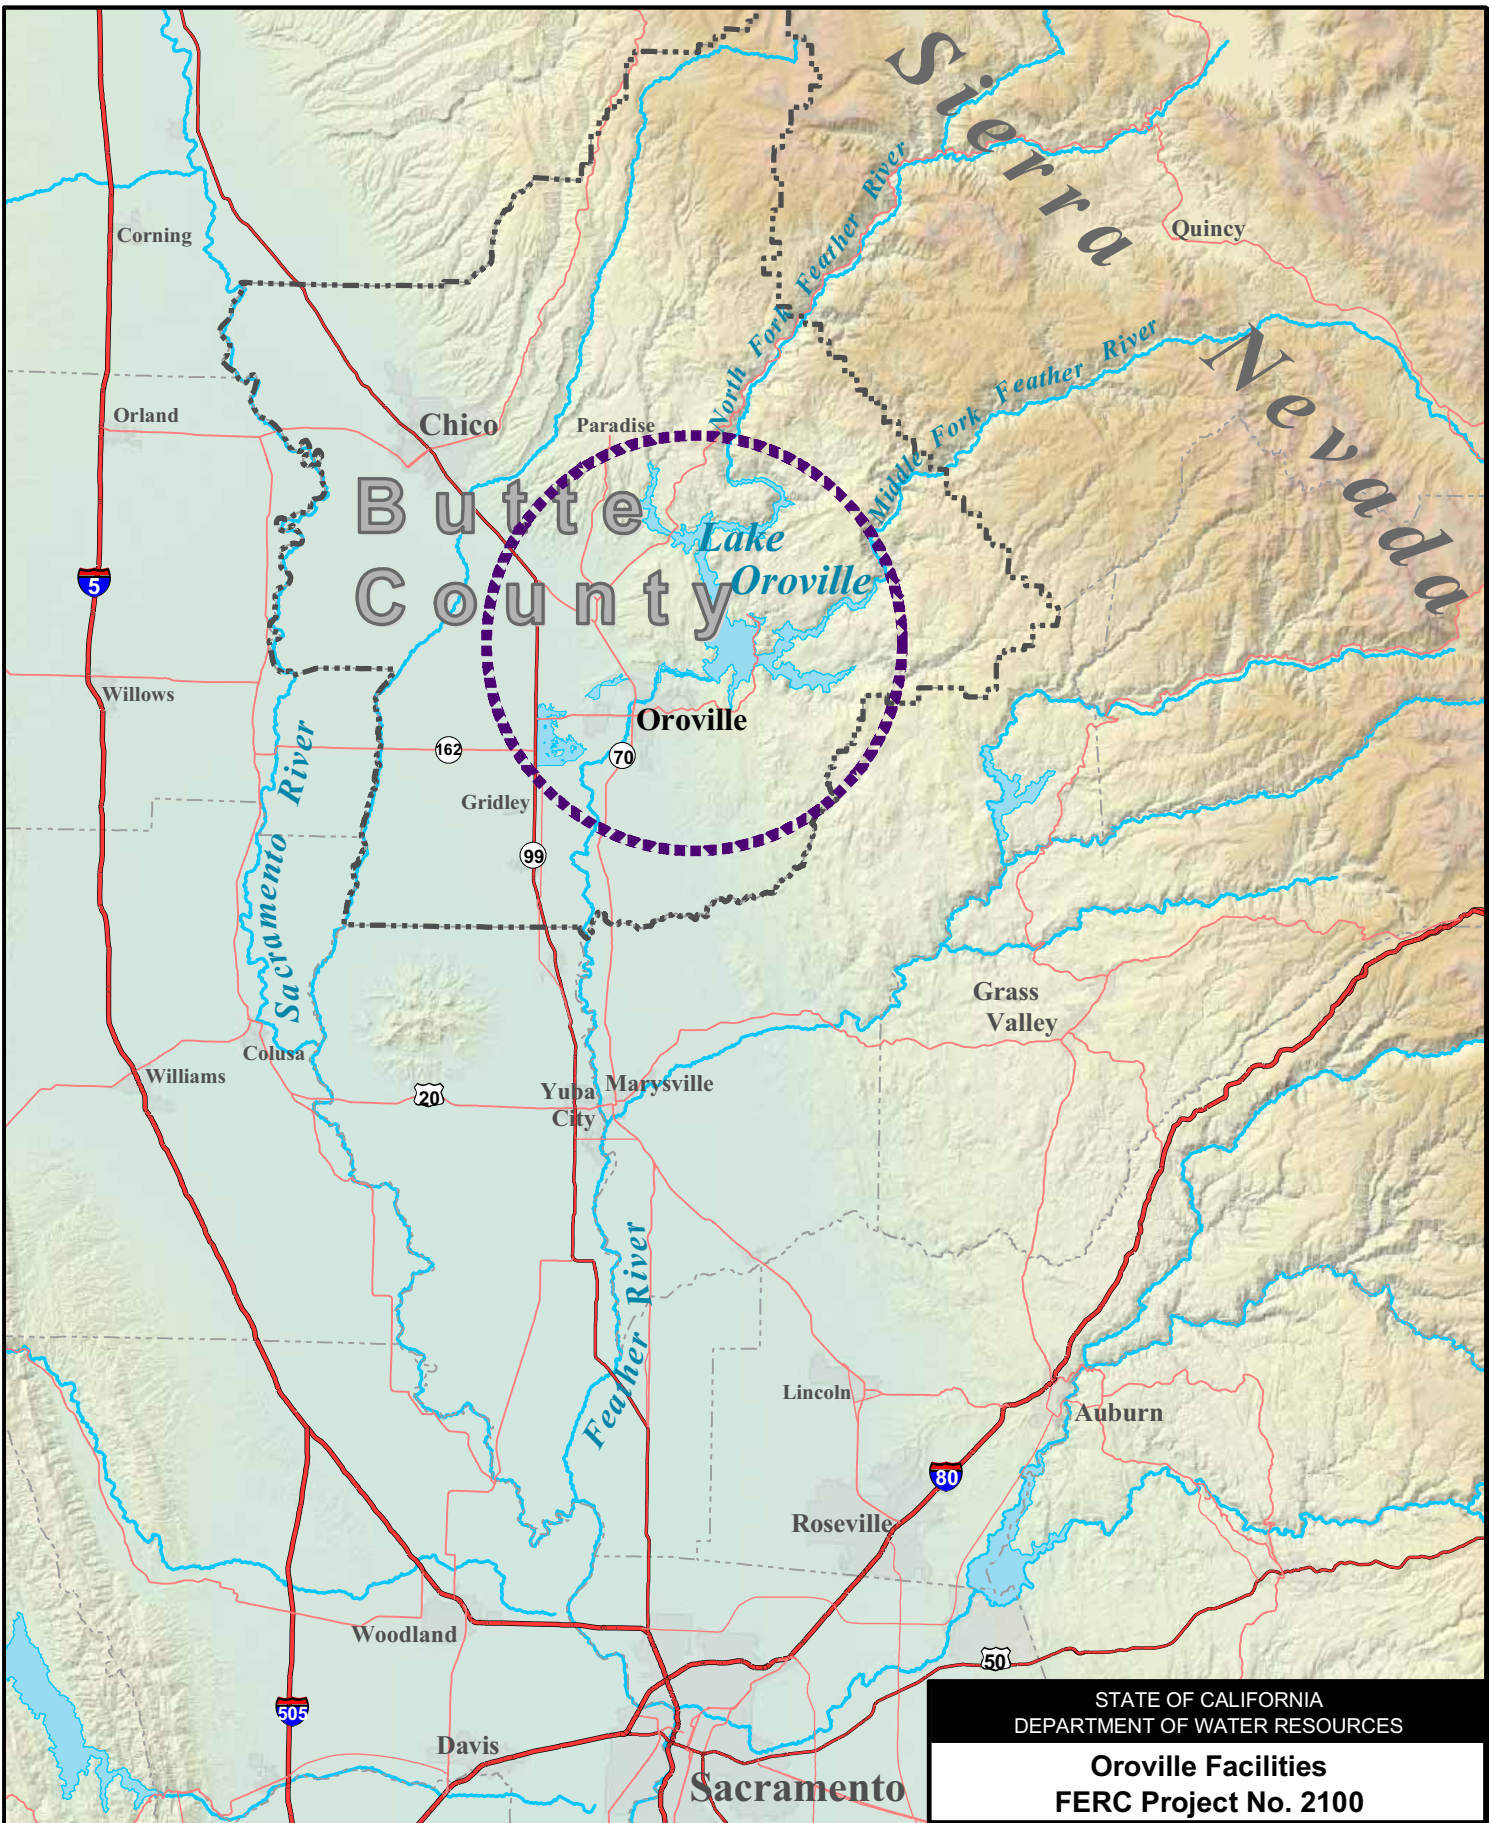 Sierra
Nevada
Corning
Quincy
North Fork Feather River
Middle Fork Feather River
Orland
Chico
Paradise
Butte
County
Lake
Oroville
5
Willows
Oroville
162
70
Sacramento River
Gridley
99
Grass
Valley
Colusa
Williams
20
Yuba
City
Marysville
Feather River
Lincoln
Auburn
80
Roseville
Woodland
50
505
Davis
Sacramento
STATE OF CALIFORNIA
DEPARTMENT OF WATER RESOURCES
Oroville Facilities
FERC Project No. 2100